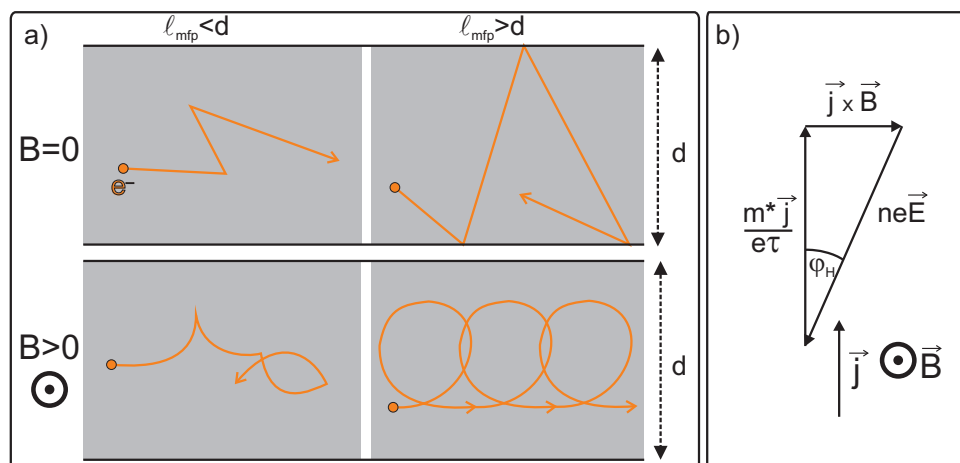 a)
ℓmfp<d
ℓmfp>d
B=0
e⁻
d
B>0
d
b)
j⃗ x B⃗
m* j⃗
eτ
neE⃗
φH
j⃗
B⃗